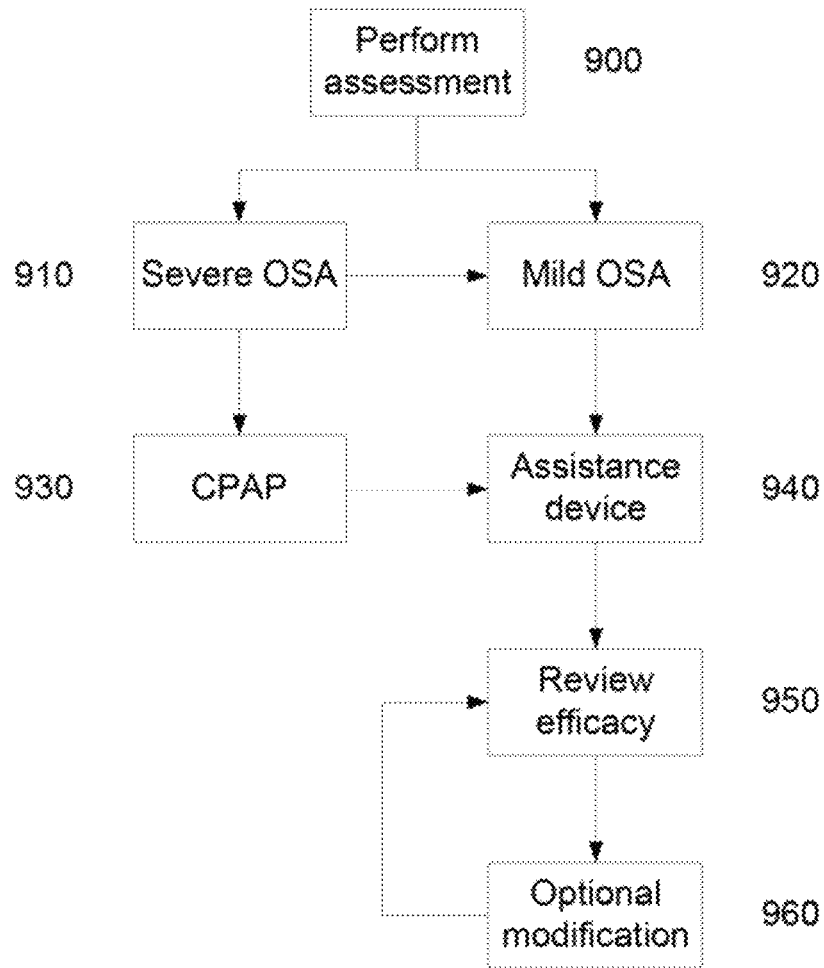 Perform
assessment
900
910
Severe OSA
Mild OSA
920
930
CPAP
Assistance
device
940
Review
efficacy
950
Optional
modification
960